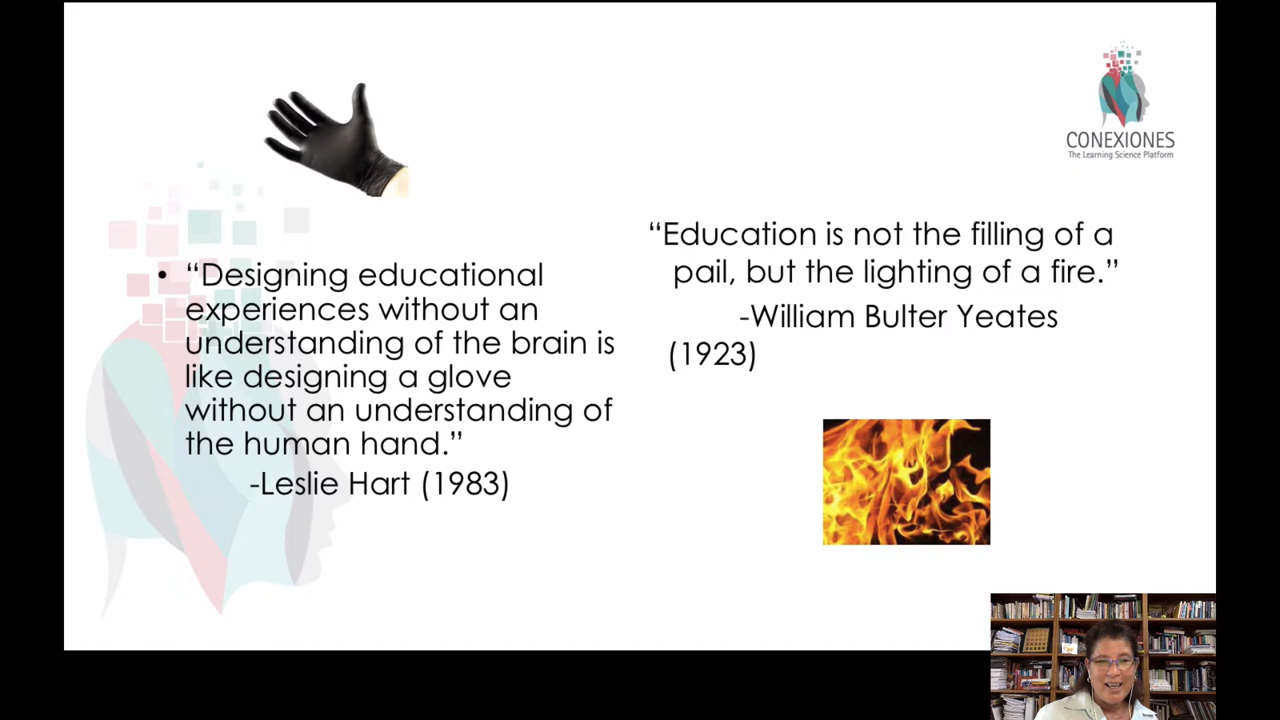 CONEXIONES
The Learning Science Platform
• “Designing educational
experiences without an
understanding of the brain is
like designing a glove
without an understanding of
the human hand.”
-Leslie Hart (1983)
“Education is not the filling of a
pail, but the lighting of a fire.”
-William Bulter Yeates
(1923)